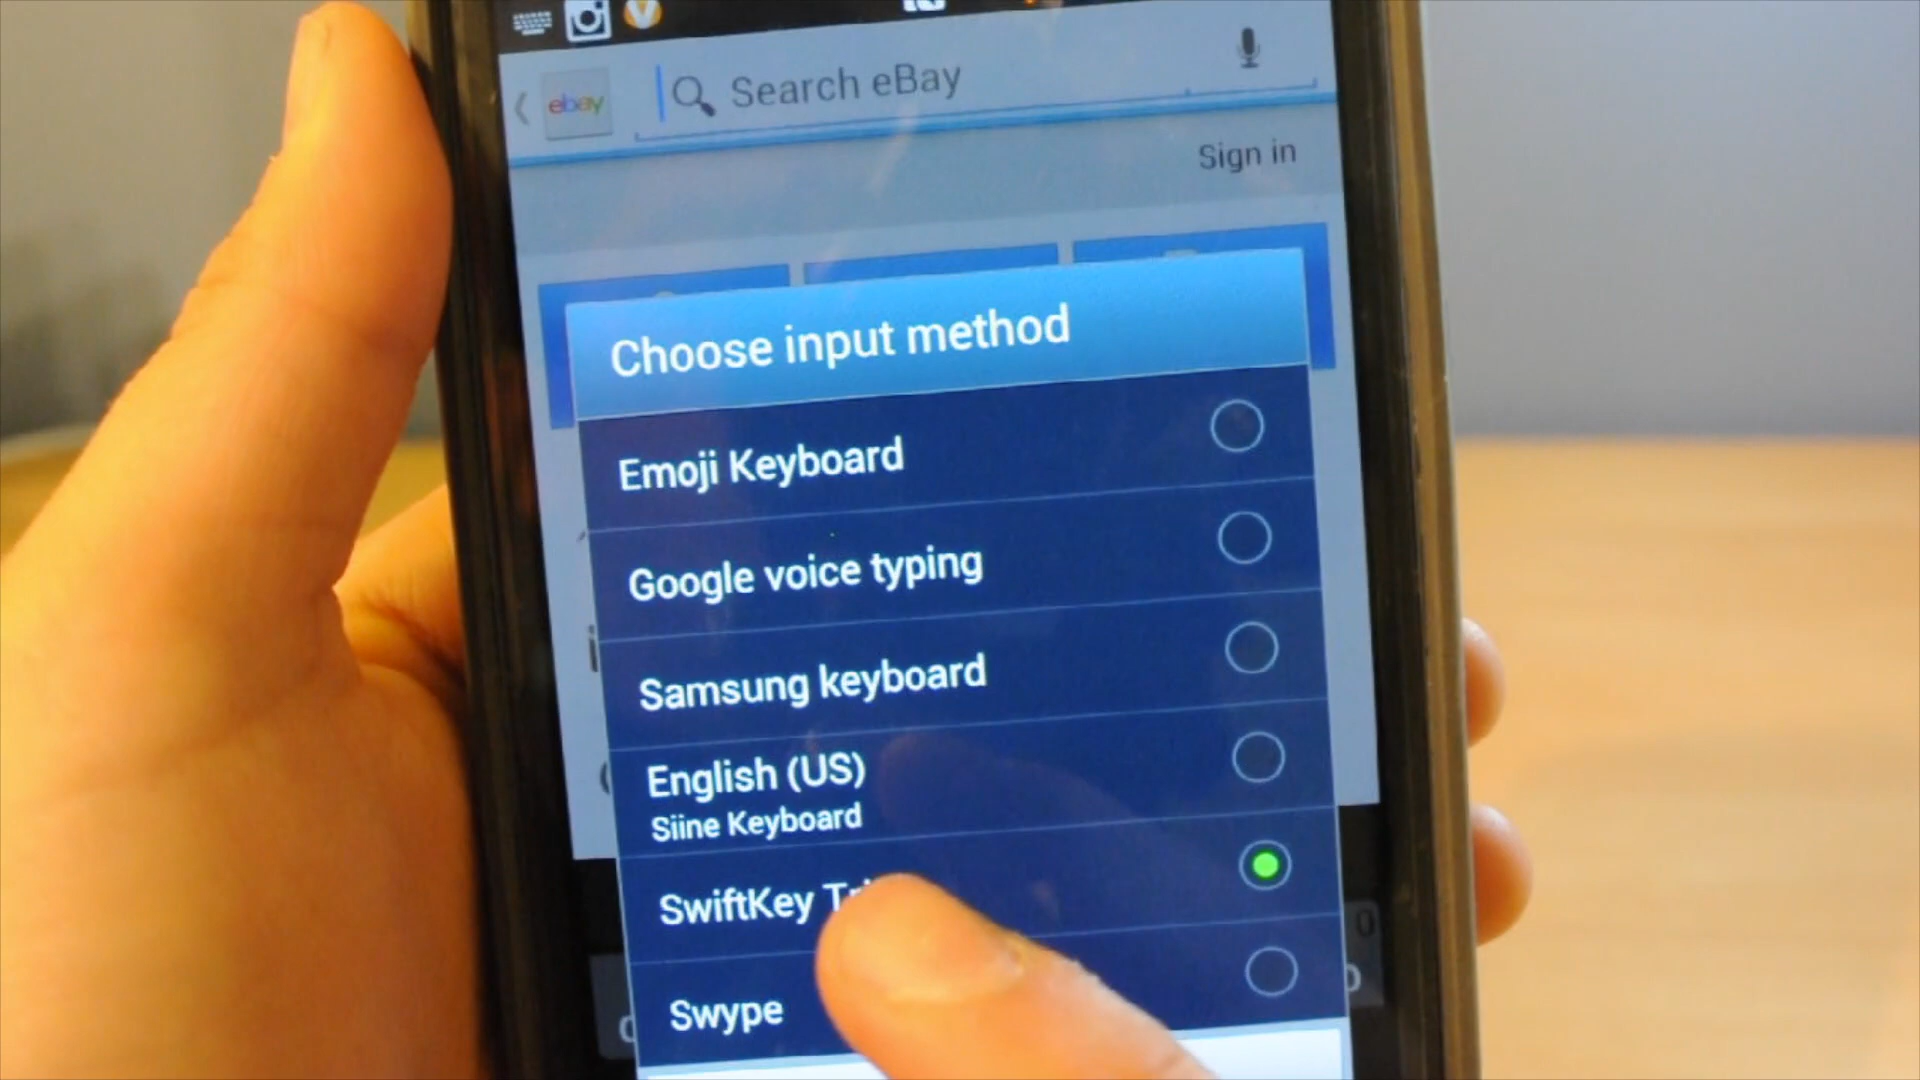 ebay
Search eBay
Sign in
Choose input method
Emoji Keyboard
Google voice typing
Samsung keyboard
English (US)
Siine Keyboard
SwiftKey
Swype